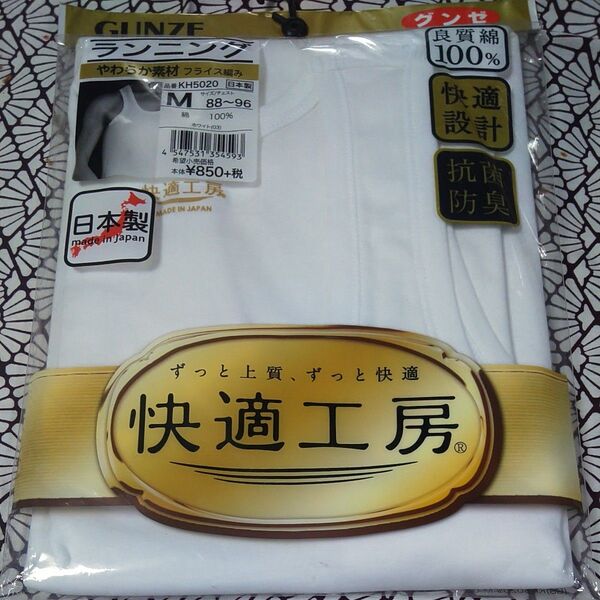 GUNZE
グンゼ
ランニング
やわらか素材 フライス編み
品番 KH5020 日本製
サイズ/チェスト
M 88~96
綿 100%
ホワイト(03)
4 547531 354593
希望小売価格
本体 ¥850+税
良質綿
100%
快適
設計
抗菌
防臭
快適工房
MADE IN JAPAN
日本製
made in Japan
ずっと上質、ずっと快適
快適工房®